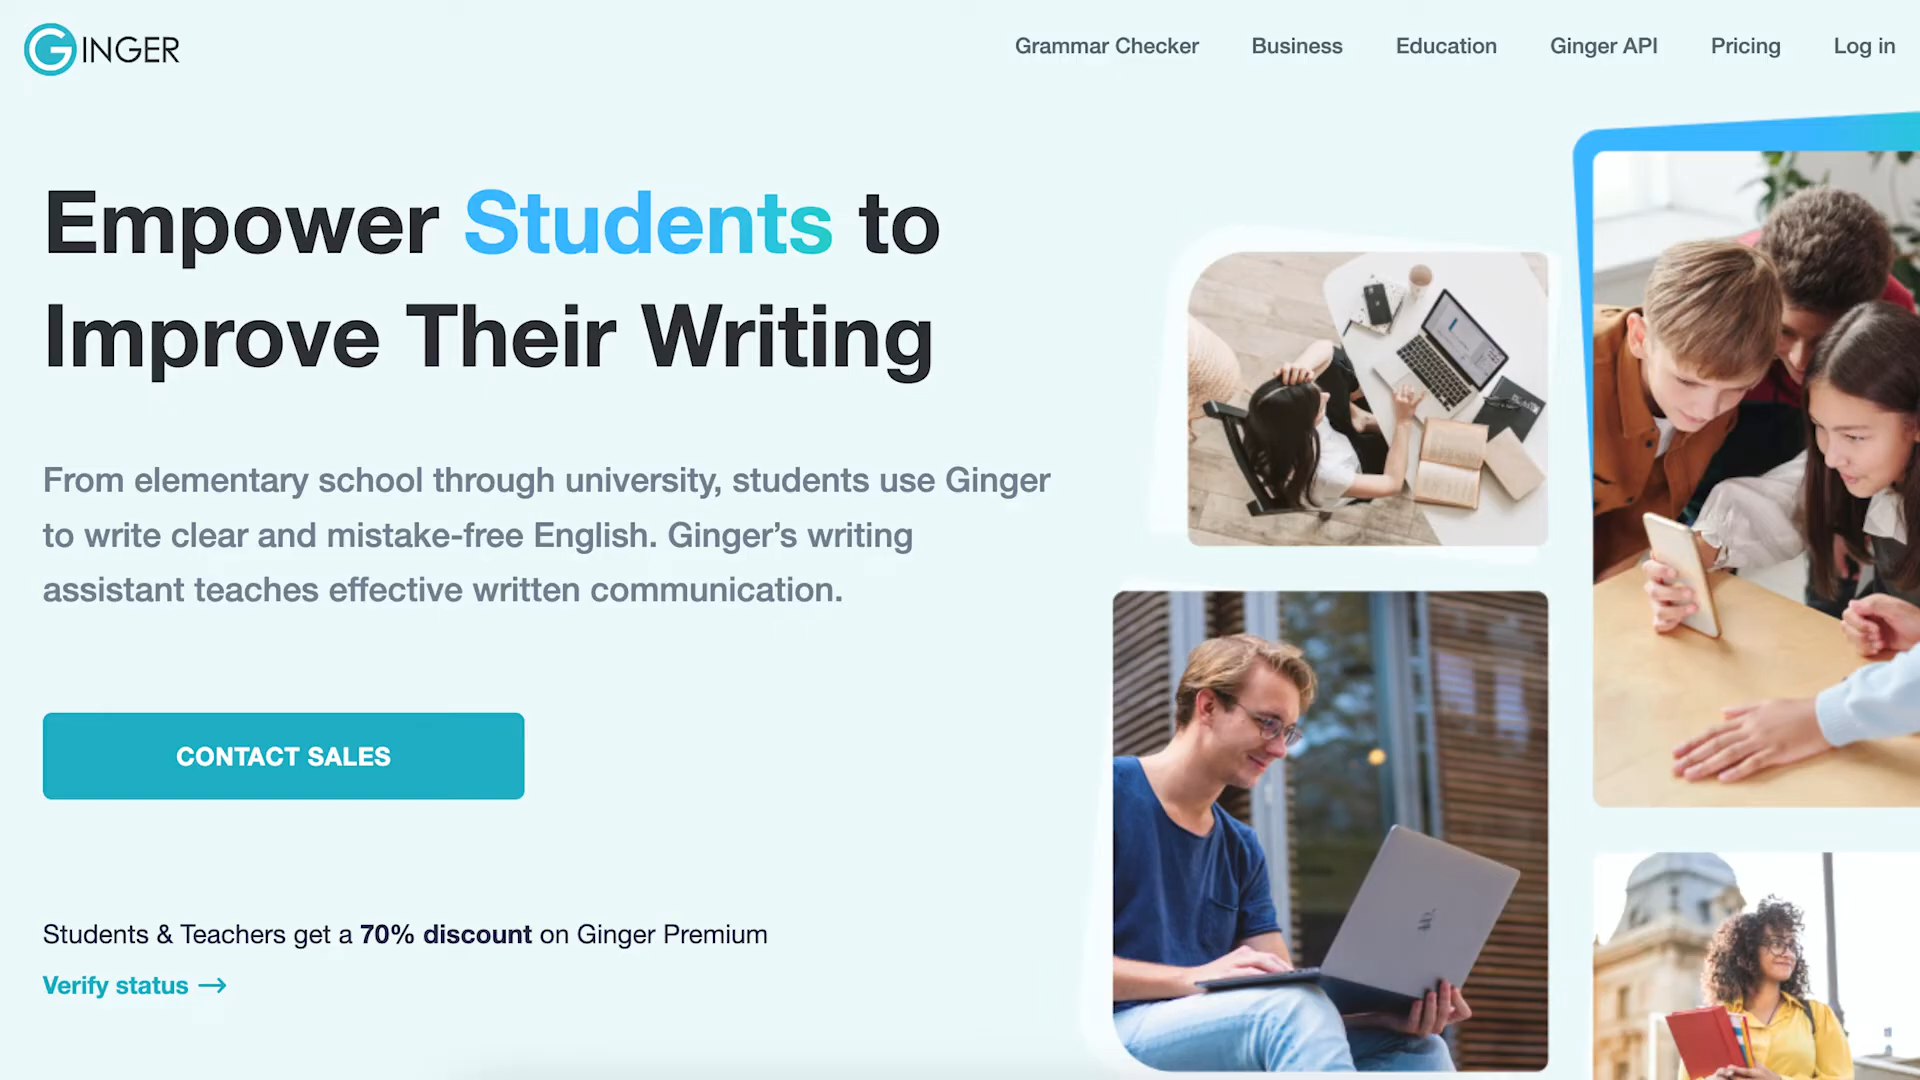 GINGER
Grammar Checker
Business
Education
Ginger API
Pricing
Log in
Empower Students to
Improve Their Writing
From elementary school through university, students use Ginger
to write clear and mistake-free English. Ginger’s writing
assistant teaches effective written communication.
CONTACT SALES
Students & Teachers get a 70% discount on Ginger Premium
Verify status →